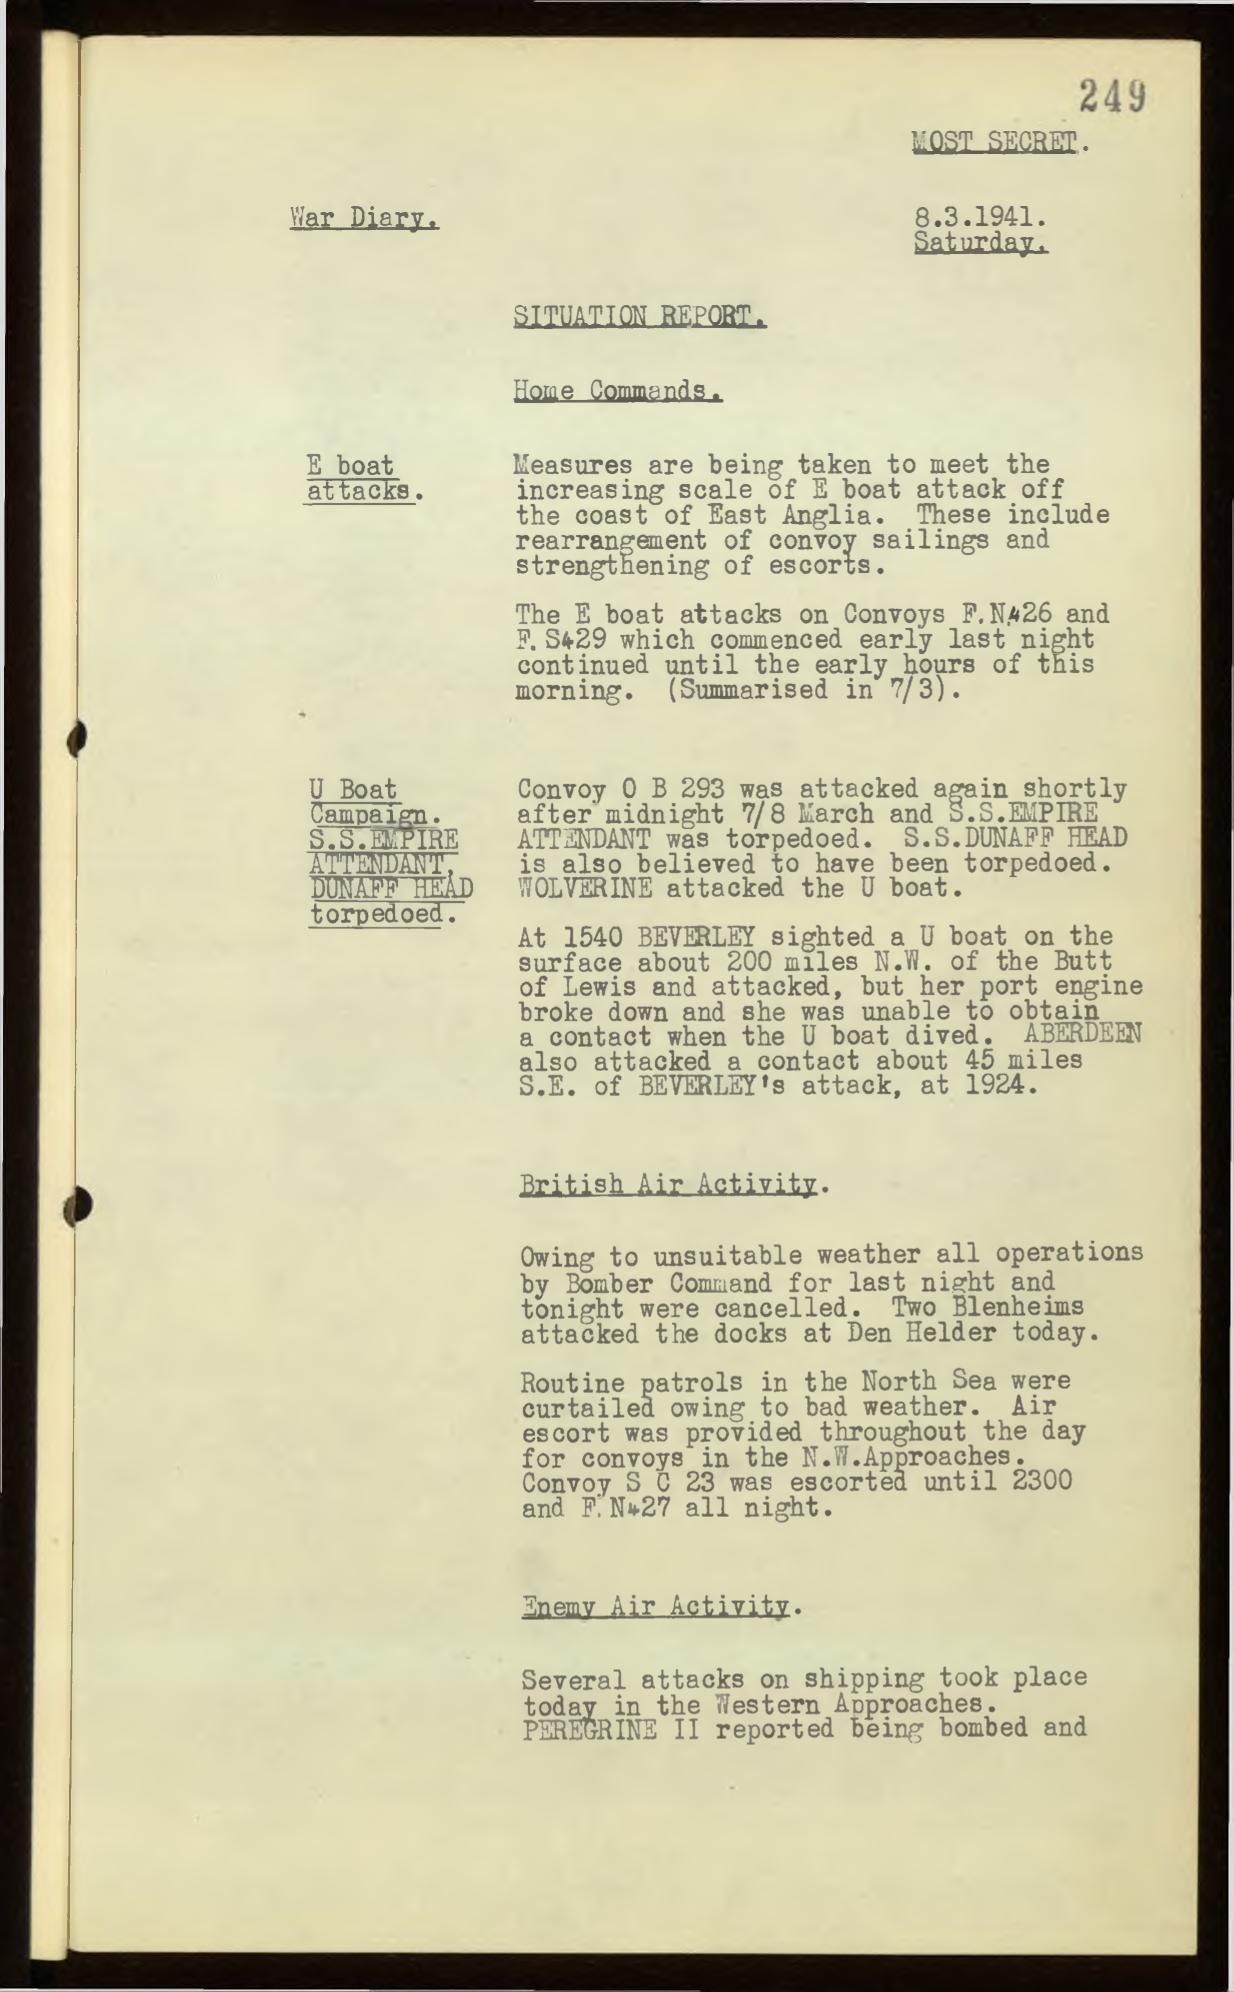 249
MOST SECRET.
War Diary.
8.3.1941.
Saturday.
SITUATION REPORT.
Home Commands.
E boat
attacks.
Measures are being taken to meet the
increasing scale of E boat attack off
the coast of East Anglia.  These include
rearrangement of convoy sailings and
strengthening of escorts.
The E boat attacks on Convoys F.N.426 and
F.S429 which commenced early last night
continued until the early hours of this
morning.  (Summarised in 7/3).
U Boat
Campaign.
S.S.EMPIRE
ATTENDANT,
DUNAFF HEAD
torpedoed.
Convoy O B 293 was attacked again shortly
after midnight 7/8 March and S.S.EMPIRE
ATTENDANT was torpedoed.  S.S.DUNAFF HEAD
is also believed to have been torpedoed.
WOLVERINE attacked the U boat.
At 1540 BEVERLEY sighted a U boat on the
surface about 200 miles N.W. of the Butt
of Lewis and attacked, but her port engine
broke down and she was unable to obtain
a contact when the U boat dived.  ABERDEEN
also attacked a contact about 45 miles
S.E. of BEVERLEY's attack, at 1924.
British Air Activity.
Owing to unsuitable weather all operations
by Bomber Command for last night and
tonight were cancelled.  Two Blenheims
attacked the docks at Den Helder today.
Routine patrols in the North Sea were
curtailed owing to bad weather.  Air
escort was provided throughout the day
for convoys in the N.W.Approaches.
Convoy S C 23 was escorted until 2300
and F.N427 all night.
Enemy Air Activity.
Several attacks on shipping took place
today in the Western Approaches.
PEREGRINE II reported being bombed and